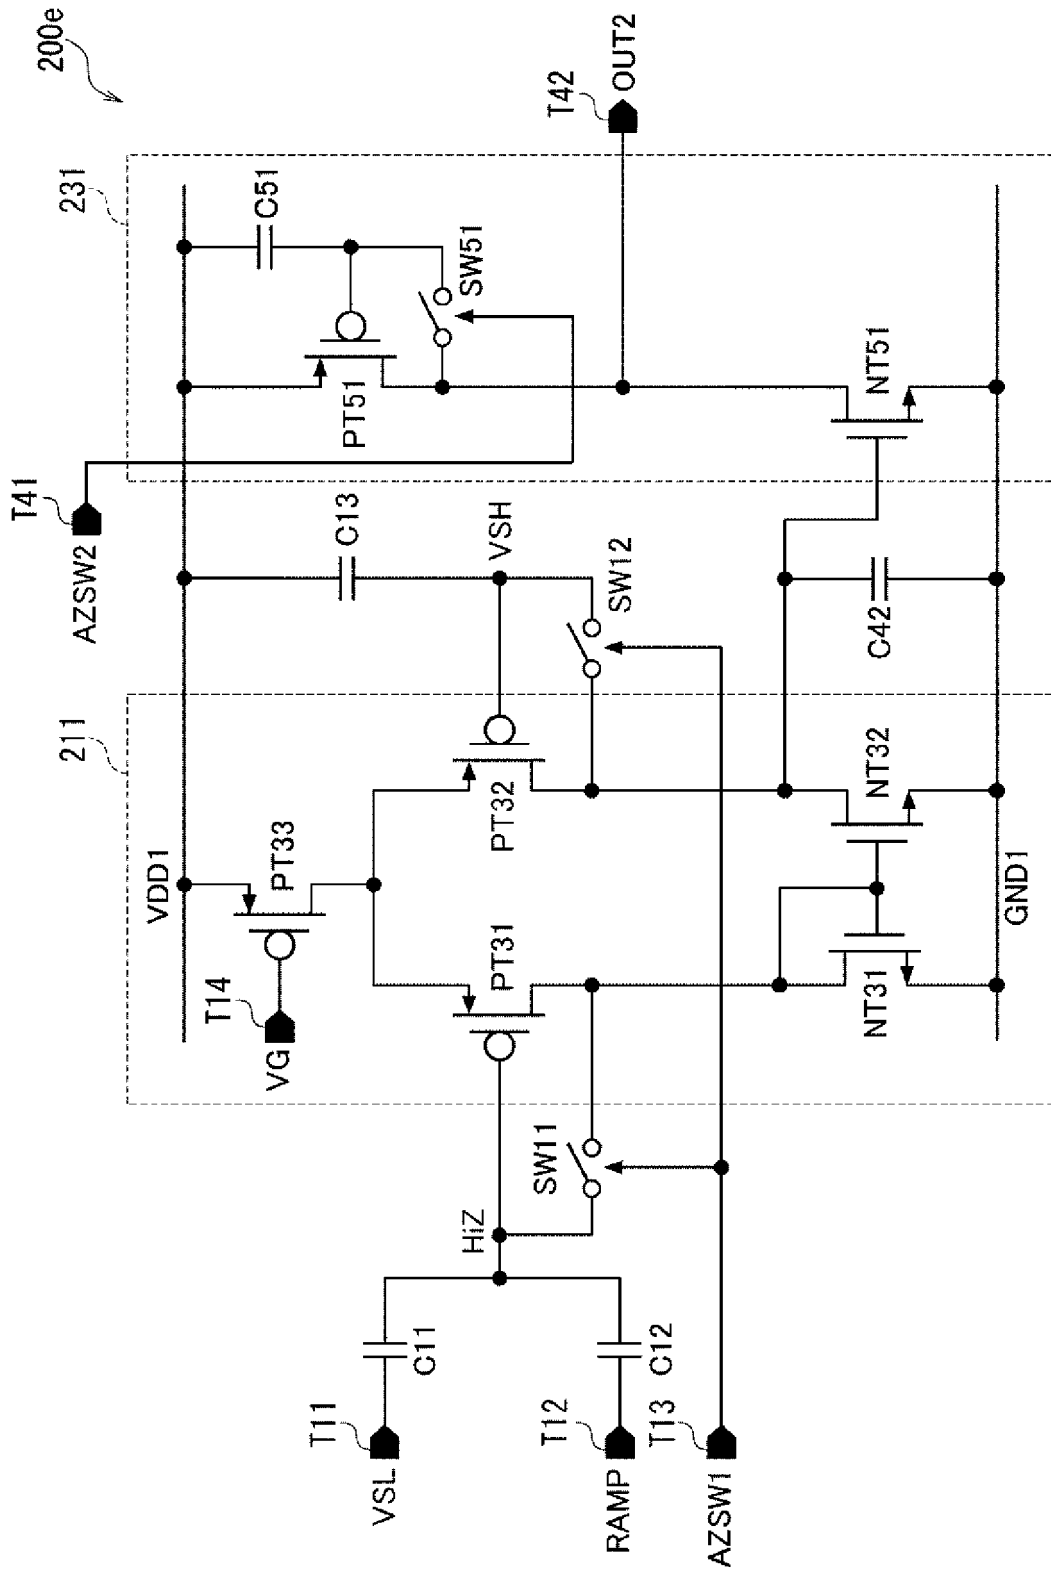 200e
211
231
T41
AZSW2
VDD1
T14
VG
PT33
C13
C51
PT51
SW51
T42
OUT2
T11
VSL
C11
HiZ
PT31
PT32
VSH
T12
RAMP
C12
SW11
SW12
T13
AZSW1
NT31
NT32
C42
NT51
GND1